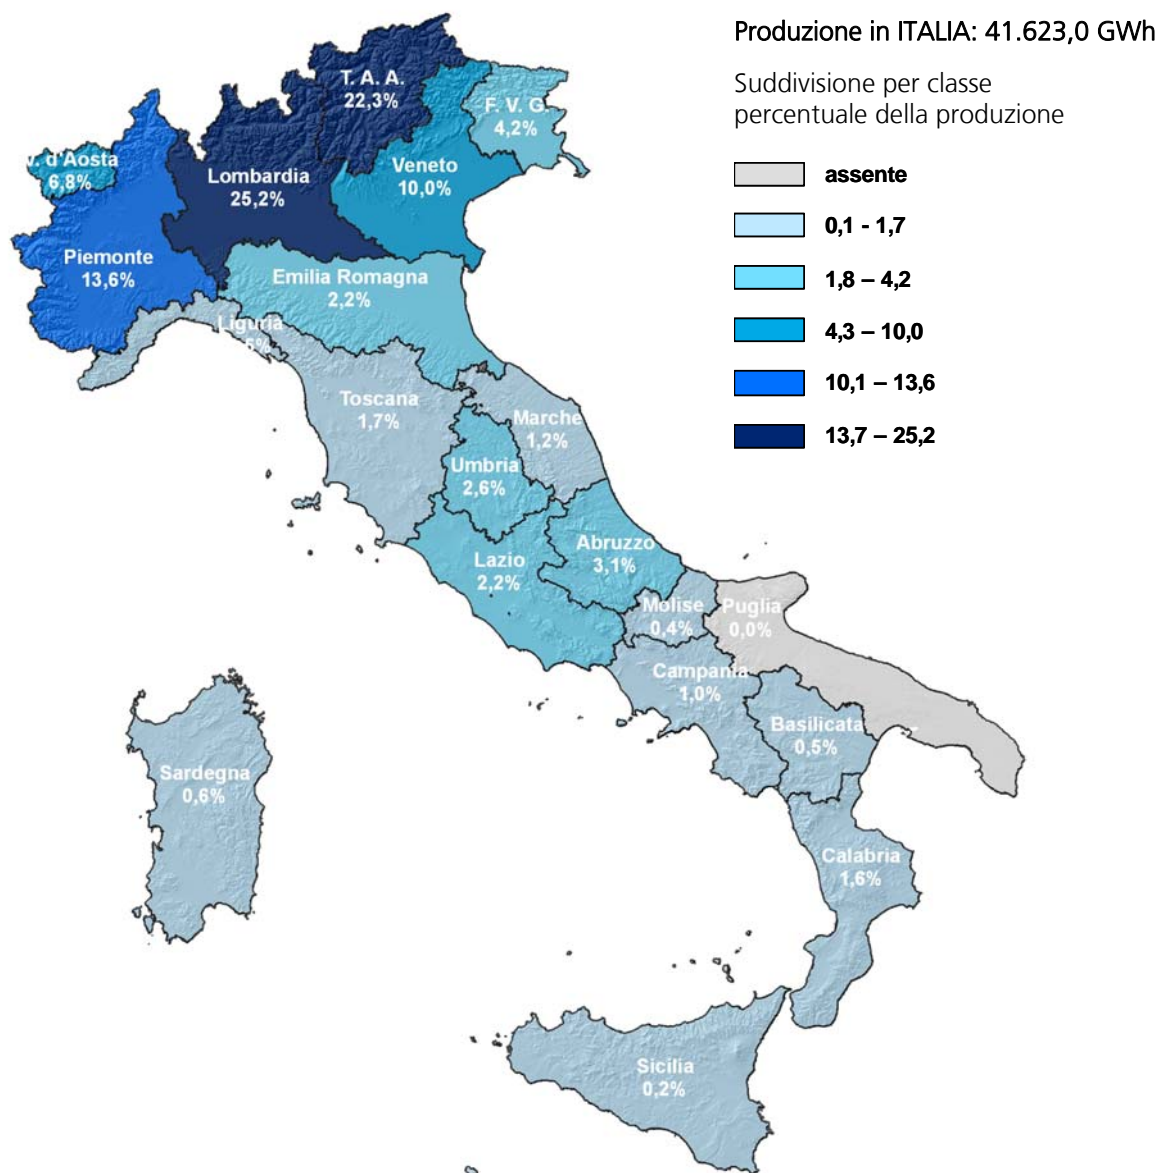 Produzione in ITALIA: 41.623,0 GWh
Suddivisione per classe
percentuale della produzione
assente
0,1 - 1,7
1,8 – 4,2
4,3 – 10,0
10,1 – 13,6
13,7 – 25,2
T. A. A.
22,3%
F. V. G.
4,2%
v. d'Aosta
6,8%
Lombardia
25,2%
Veneto
10,0%
Piemonte
13,6%
Emilia Romagna
2,2%
Liguria
Toscana
1,7%
Marche
1,2%
Umbria
2,6%
Abruzzo
3,1%
Lazio
2,2%
Molise
0,4%
Puglia
0,0%
Campania
1,0%
Basilicata
0,5%
Sardegna
0,6%
Calabria
1,6%
Sicilia
0,2%